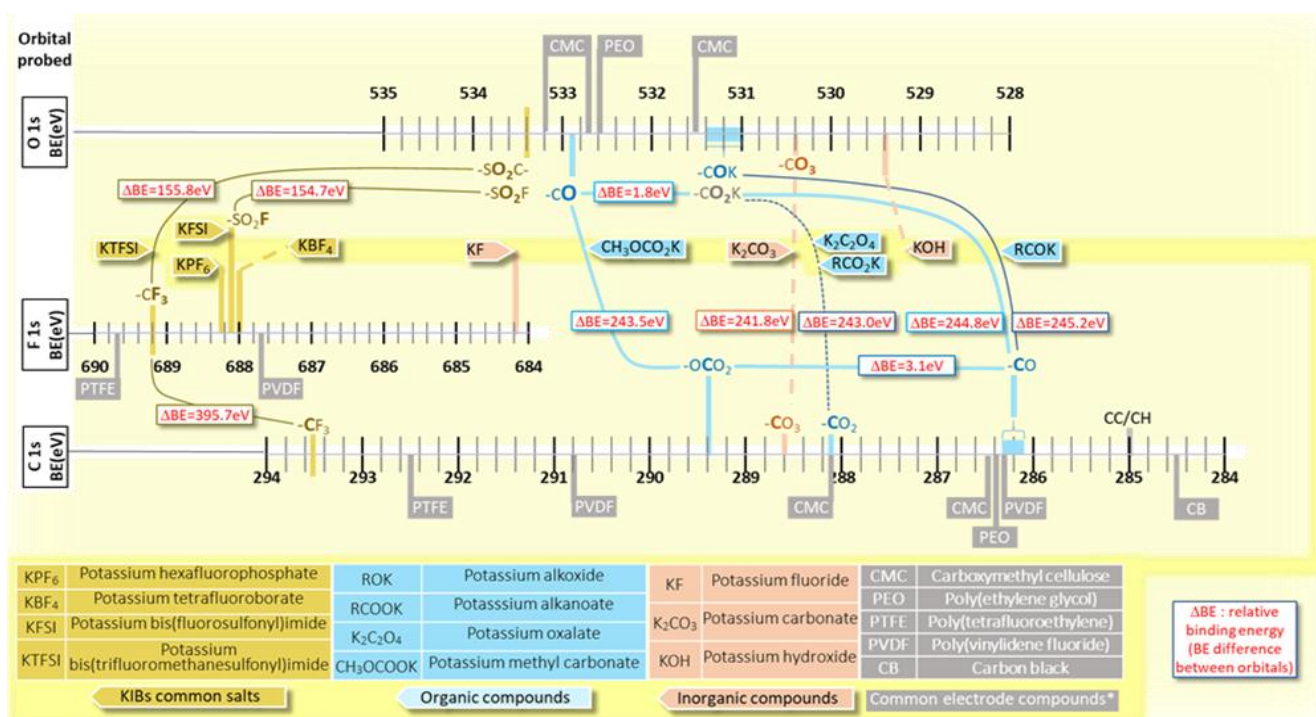 Orbital
probed
CMC PEO CMC
535 534 533 532 531 530 529 528
O 1s
BE(eV)
-SO₂C- -COK -CO₃
ΔBE=155.8eV ΔBE=154.7eV -SO₂F -CO ΔBE=1.8eV -CO₂K
-SO₂F
KFSI
KTFSI KBF₄ KF CH₃OCO₂K K₂CO₃ K₂C₂O₄ KOH RCOK
KPF₆ RCO₂K
-CF₃
ΔBE=243.5eV ΔBE=241.8eV ΔBE=243.0eV ΔBE=244.8eV ΔBE=245.2eV
F 1s
BE(eV)
690 689 688 687 686 685 684
PTFE PVDF
-OCO₂ ΔBE=3.1eV -CO
ΔBE=395.7eV
-CF₃ -CO₃ -CO₂ CC/CH
C 1s
BE(eV)
294 293 292 291 290 289 288 287 286 285 284
PTFE PVDF CMC CMC PVDF CB
PEO
KPF₆ Potassium hexafluorophosphate
KBF₄ Potassium tetrafluoroborate
KFSI Potassium bis(fluorosulfonyl)imide
KTFSI Potassium
bis(trifluoromethanesulfonyl)imide
ROK Potassium alkoxide
RCOOK Potasssium alkanoate
K₂C₂O₄ Potassium oxalate
CH₃OCOOK Potassium methyl carbonate
KF Potassium fluoride
K₂CO₃ Potassium carbonate
KOH Potassium hydroxide
CMC Carboxymethyl cellulose
PEO Poly(ethylene glycol)
PTFE Poly(tetrafluoroethylene)
PVDF Poly(vinylidene fluoride)
CB Carbon black
ΔBE : relative
binding energy
(BE difference
between orbitals)
KIBs common salts Organic compounds Inorganic compounds Common electrode compounds*